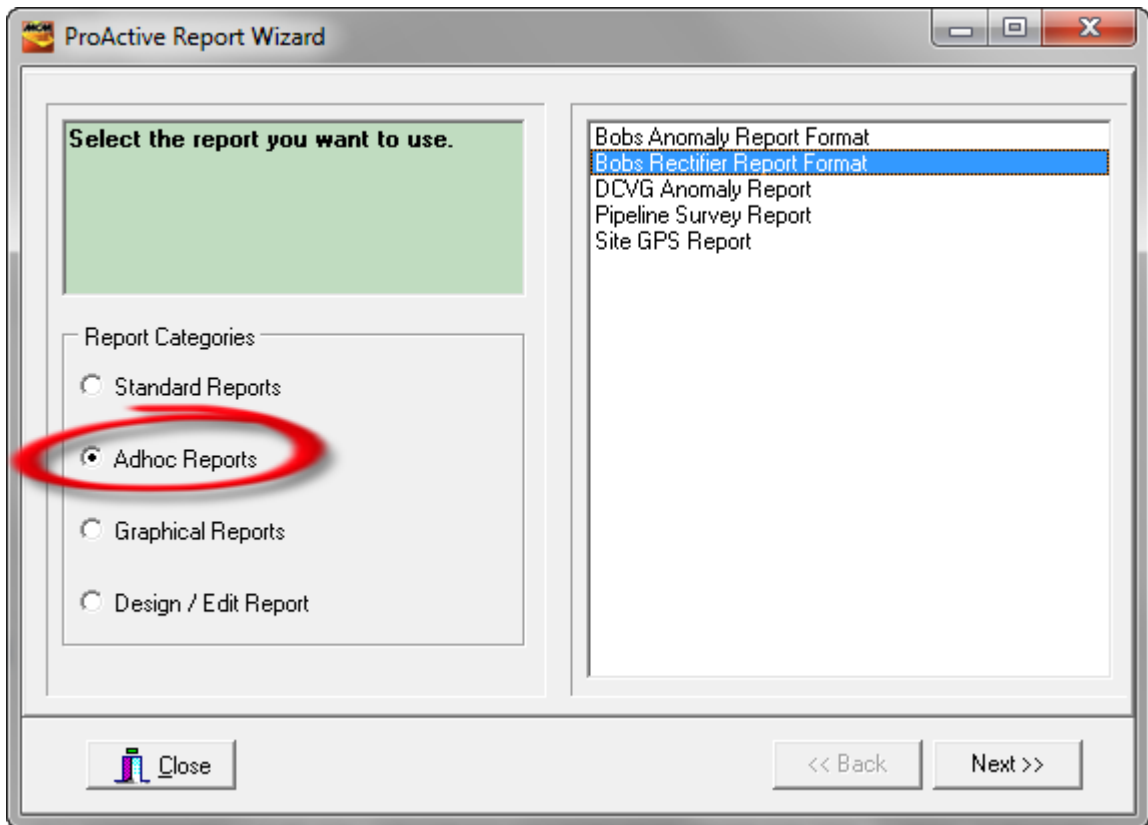 MCM
ProActive Report Wizard
Select the report you want to use.
Report Categories
Standard Reports
Adhoc Reports
Graphical Reports
Design / Edit Report
Bobs Anomaly Report Format
Bobs Rectifier Report Format
DCVG Anomaly Report
Pipeline Survey Report
Site GPS Report
Close
<< Back
Next >>